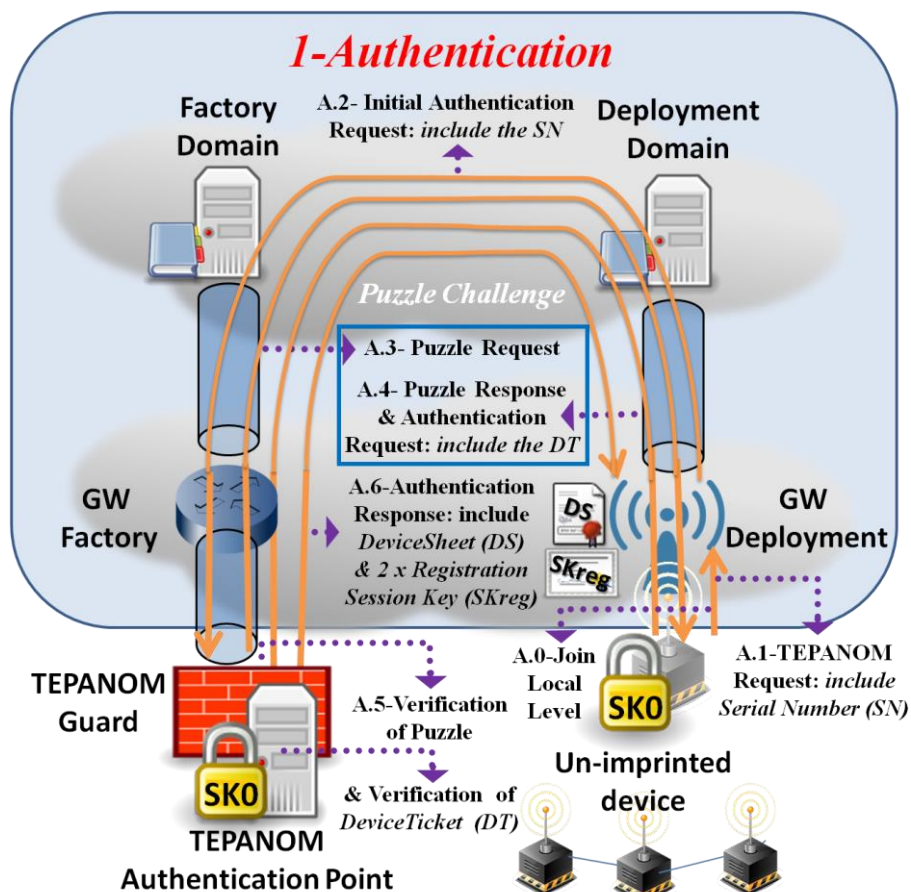 1-Authentication
Factory
Domain
A.2- Initial Authentication
Request: include the SN
Deployment
Domain
Puzzle Challenge
A.3- Puzzle Request
A.4- Puzzle Response
& Authentication
Request: include the DT
GW
Factory
A.6-Authentication
Response: include
DeviceSheet (DS)
& 2 x Registration
Session Key (SKreg)
DS
SKreg
GW
Deployment
A.0-Join
Local
Level
A.1-TEPANOM
Request: include
Serial Number (SN)
TEPANOM
Guard
A.5-Verification
of Puzzle
SK0
SK0
& Verification of
DeviceTicket (DT)
Un-imprinted
device
TEPANOM
Authentication Point